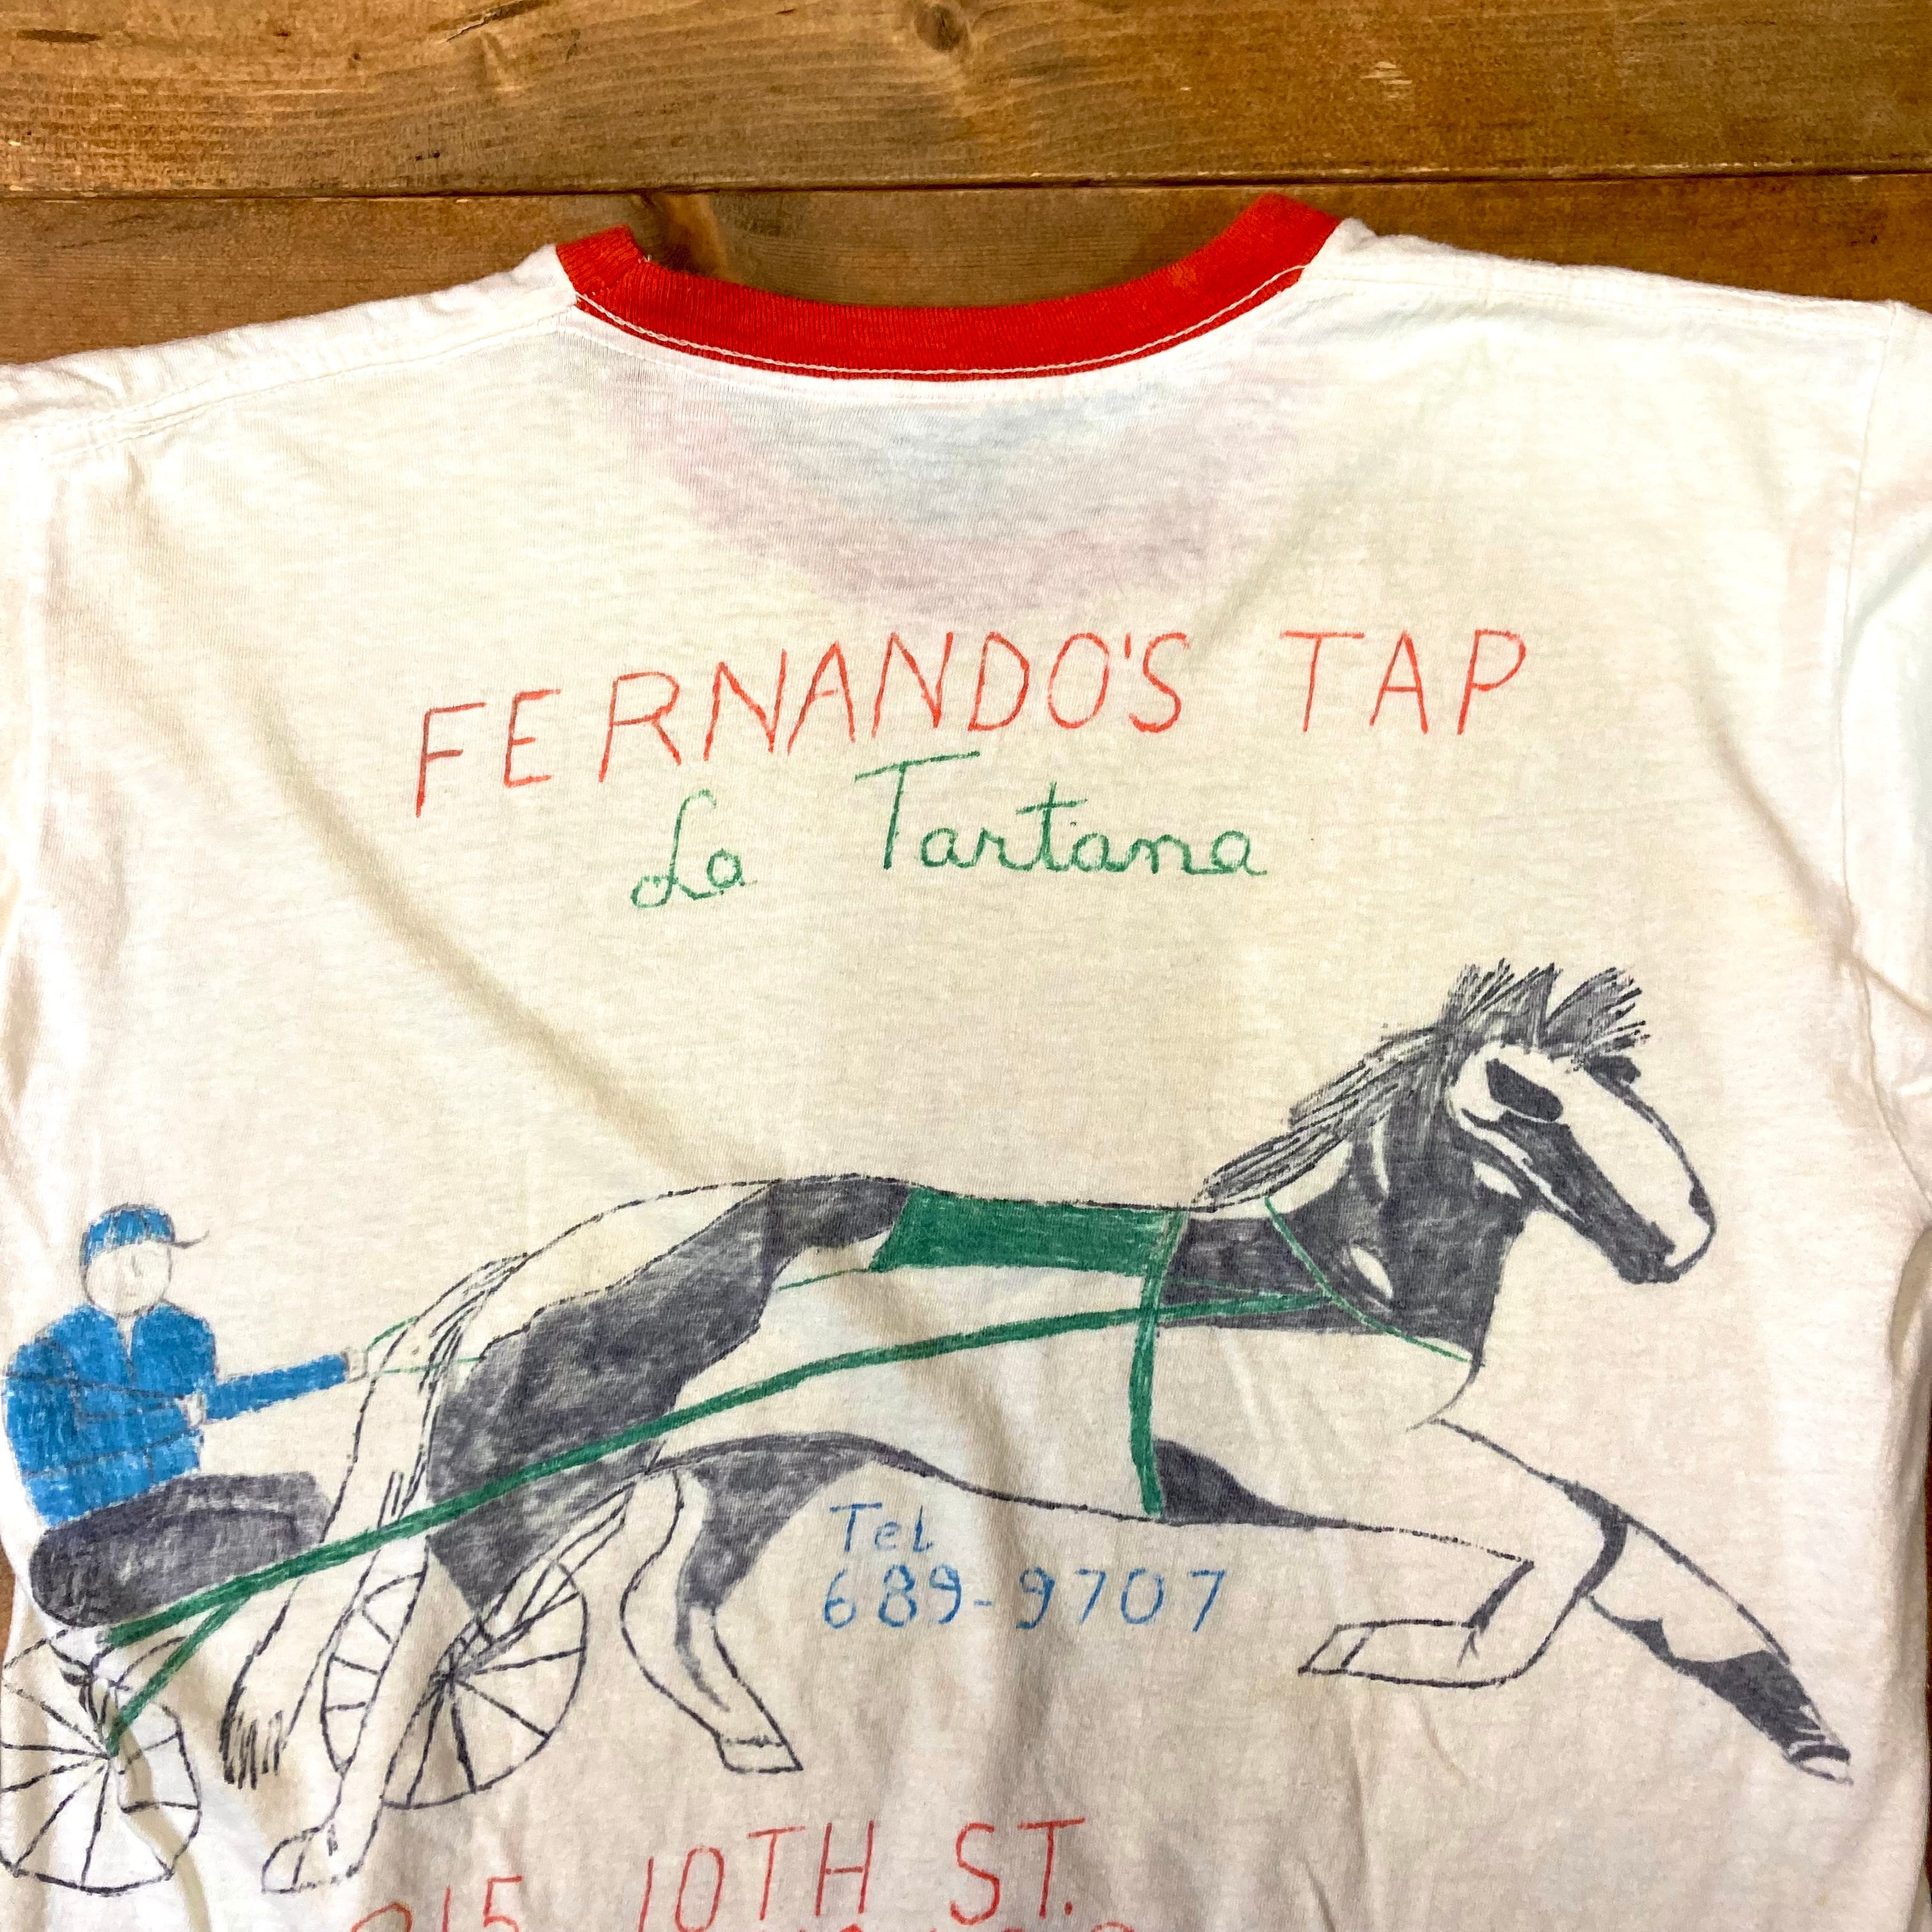 FERNANDO'S TAP
La Tartana
Tel
689-9707
10TH ST.